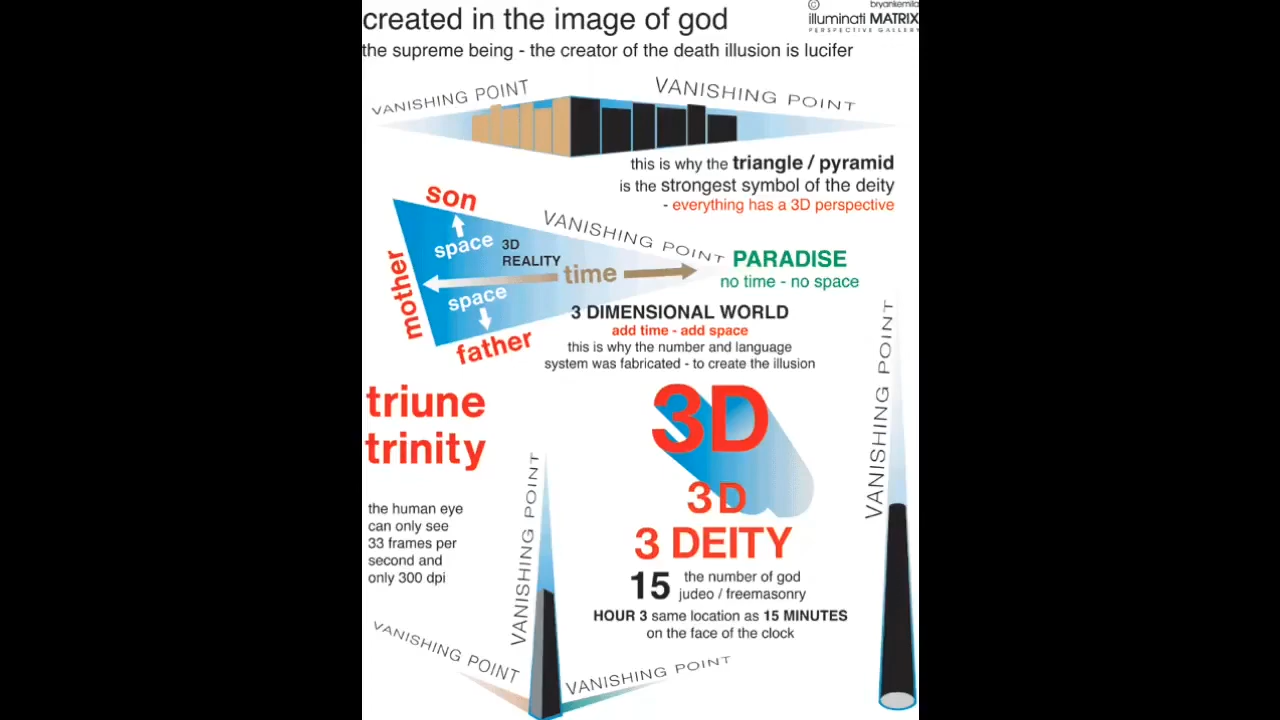 created in the image of god
the supreme being - the creator of the death illusion is lucifer
©
bryankemila
illuminati MATRIX
PERSPECTIVE GALLERY
VANISHING POINT
VANISHING POINT
this is why the triangle / pyramid
is the strongest symbol of the deity
- everything has a 3D perspective
son
space
3D
REALITY
VANISHING POINT
mother
time
space
father
PARADISE
no time - no space
3 DIMENSIONAL WORLD
add time - add space
this is why the number and language
system was fabricated - to create the illusion
VANISHING POINT
triune
trinity
3D
3D
3 DEITY
the human eye
can only see
33 frames per
second and
only 300 dpi
VANISHING POINT
15
the number of god
judeo / freemasonry
HOUR 3 same location as 15 MINUTES
on the face of the clock
VANISHING POINT
VANISHING POINT